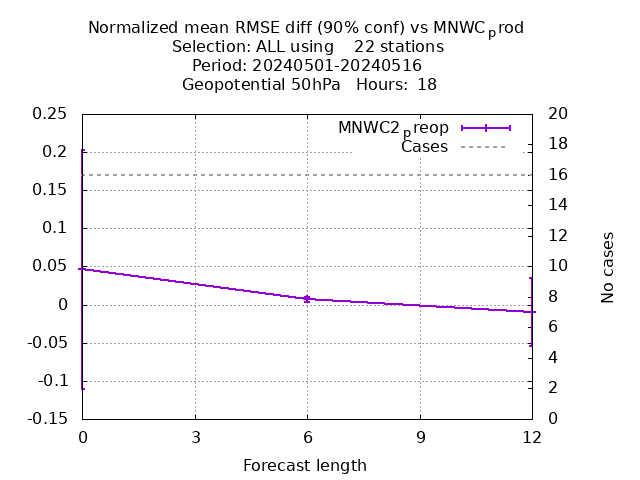 Normalized mean RMSE diff (90% conf) vs MNWCprod
Selection: ALL using    22 stations
Period: 20240501-20240516
Geopotential 50hPa   Hours:  18
0.25
0.2
0.15
0.1
0.05
0
-0.05
-0.1
-0.15
MNWC2preop
Cases
20
18
16
14
12
10
8
6
4
2
0
No cases
0 3 6 9 12
Forecast length